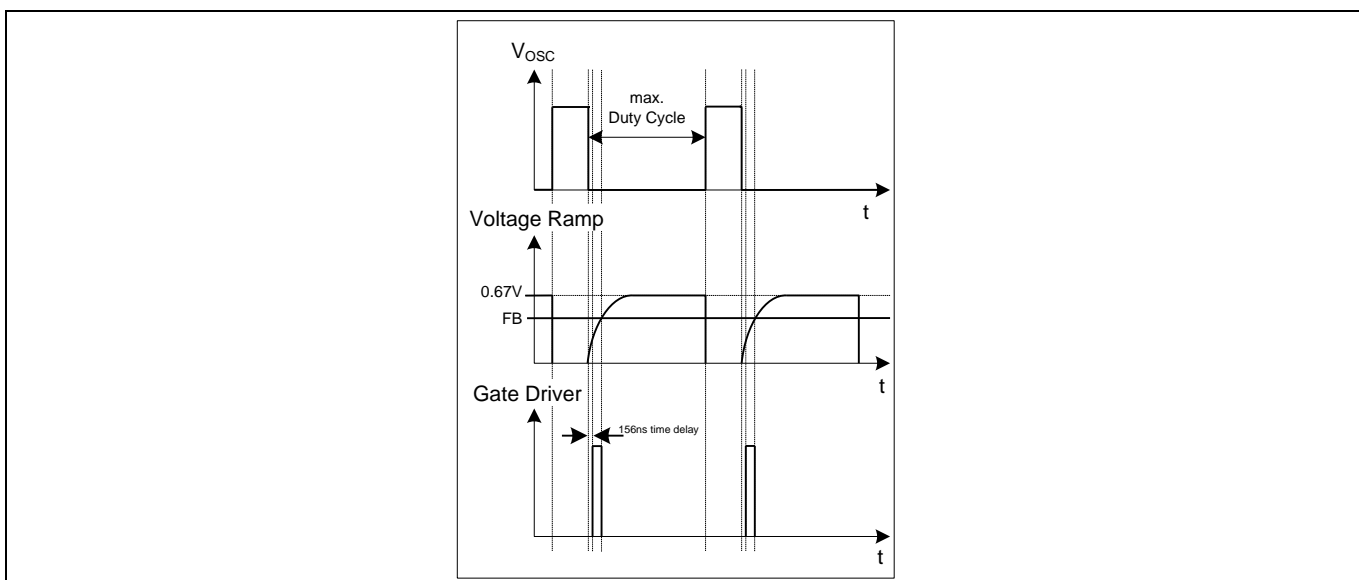 VOSC
max.
Duty Cycle
t
Voltage Ramp
0.67V
FB
t
Gate Driver
156ns time delay
t